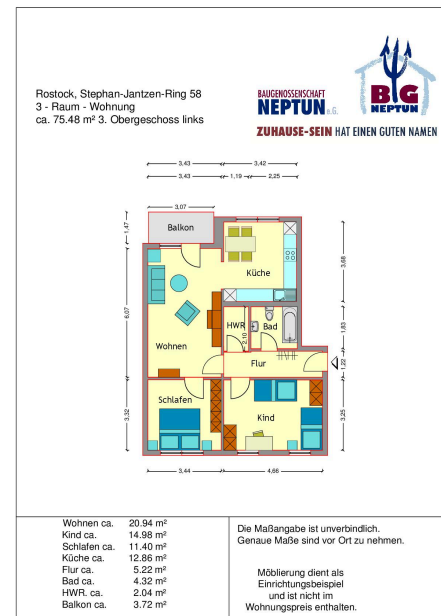 Rostock, Stephan-Jantzen-Ring 58
3 - Raum - Wohnung
ca. 75.48 m² 3. Obergeschoss links
BAUGENOSSENSCHAFT
NEPTUN e.G.
BG
NEPTUN
ZUHAUSE-SEIN HAT EINEN GUTEN NAMEN
3,43
3,42
3,43
1,19
2,25
3,07
1,47
Balkon
Küche
3,68
6,07
HWR
2,10
Bad
1,83
Wohnen
Flur
1,22
Schlafen
Kind
3,32
3,25
3,44
4,66
Wohnen ca. 20.94 m²
Kind ca. 14.98 m²
Schlafen ca. 11.40 m²
Küche ca. 12.86 m²
Flur ca. 5.22 m²
Bad ca. 4.32 m²
HWR. ca. 2.04 m²
Balkon ca. 3.72 m²
Die Maßangabe ist unverbindlich.
Genaue Maße sind vor Ort zu nehmen.
Möblierung dient als
Einrichtungsbeispiel
und ist nicht im
Wohnungspreis enthalten.